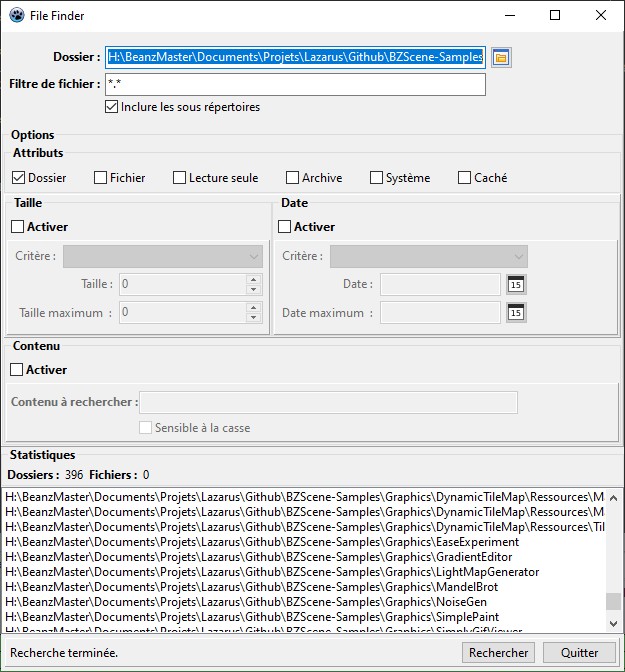 File Finder
Dossier : H:\BeanzMaster\Documents\Projets\Lazarus\Github\BZScene-Samples
Filtre de fichier : *.*
Inclure les sous répertoires
Options
Attributs
Dossier Fichier Lecture seule Archive Système Caché
Taille Date
Activer Activer
Critère : Critère :
Taille : 0 Date : 15
Taille maximum : 0 Date maximum : 15
Contenu
Activer
Contenu à rechercher :
Sensible à la casse
Statistiques
Dossiers : 396 Fichiers : 0
H:\BeanzMaster\Documents\Projets\Lazarus\Github\BZScene-Samples\Graphics\DynamicTileMap\Ressources\M
H:\BeanzMaster\Documents\Projets\Lazarus\Github\BZScene-Samples\Graphics\DynamicTileMap\Ressources\M
H:\BeanzMaster\Documents\Projets\Lazarus\Github\BZScene-Samples\Graphics\DynamicTileMap\Ressources\Til
H:\BeanzMaster\Documents\Projets\Lazarus\Github\BZScene-Samples\Graphics\EaseExperiment
H:\BeanzMaster\Documents\Projets\Lazarus\Github\BZScene-Samples\Graphics\GradientEditor
H:\BeanzMaster\Documents\Projets\Lazarus\Github\BZScene-Samples\Graphics\LightMapGenerator
H:\BeanzMaster\Documents\Projets\Lazarus\Github\BZScene-Samples\Graphics\MandelBrot
H:\BeanzMaster\Documents\Projets\Lazarus\Github\BZScene-Samples\Graphics\NoiseGen
H:\BeanzMaster\Documents\Projets\Lazarus\Github\BZScene-Samples\Graphics\SimplePaint
H:\BeanzMaster\Documents\Projets\Lazarus\Github\BZScene-Samples\Graphics\SimplyGifViewer
Recherche terminée. Rechercher Quitter